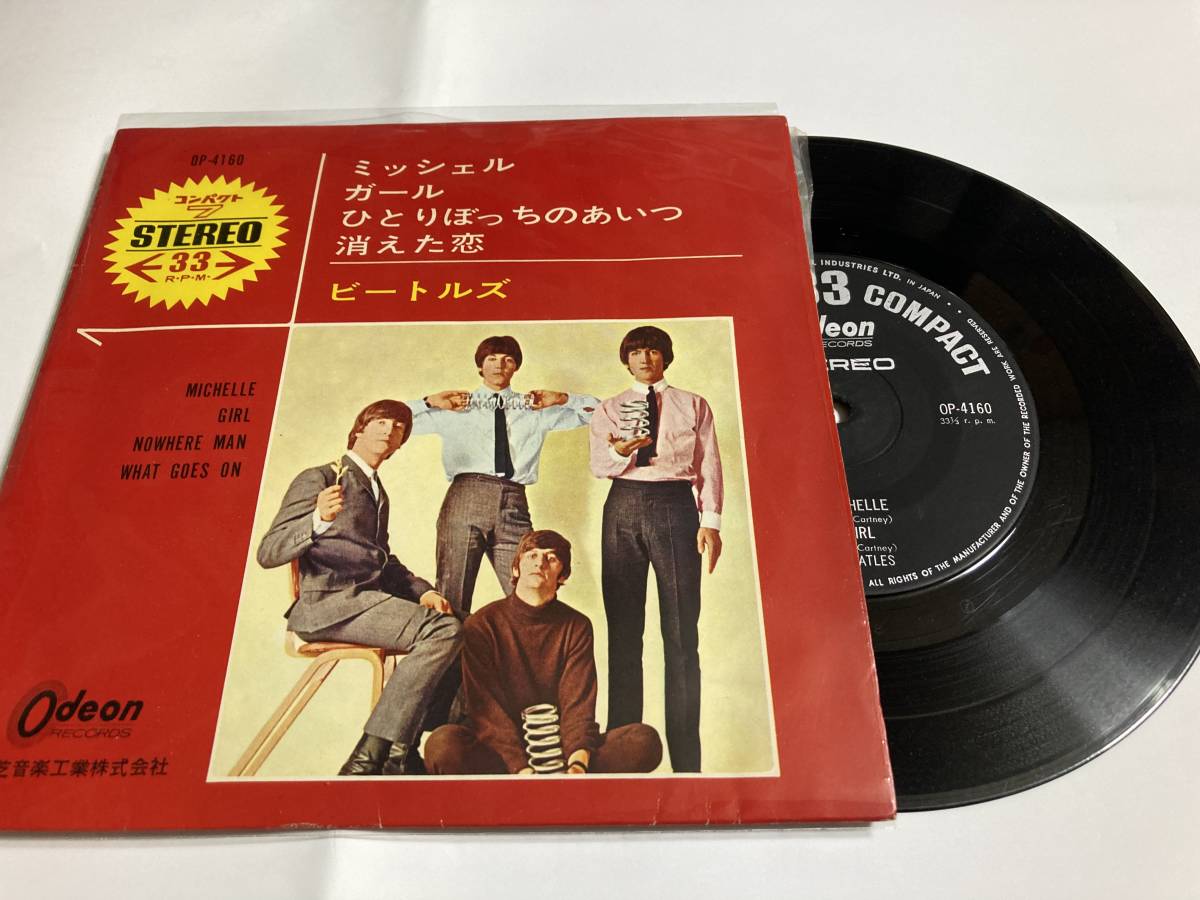 OP-4160
コンパクト
7
STEREO
33
R・P・M・
ミッシェル
ガール
ひとりぼっちのあいつ
消えた恋
ビートルズ
MICHELLE
GIRL
NOWHERE MAN
WHAT GOES ON
Odeon
RECORDS
芝音楽工業株式会社
INDUSTRIES LTD. IN JAPAN
33 COMPACT
deon
ECORDS
EREO
OP-4160
33⅓ r. p. m.
HELLE
Cartney)
IRL
Cartney)
ATLES
ALL RIGHTS OF THE MANUFACTURER AND OF THE OWNER OF THE RECORDED WORK ARE RESERVED